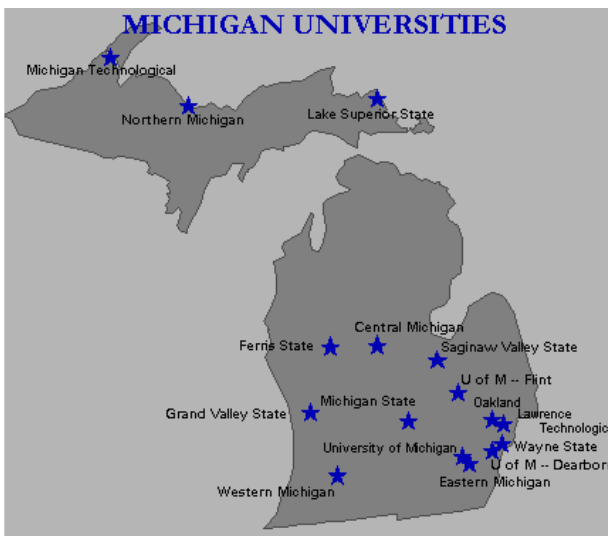 MICHIGAN UNIVERSITIES
Michigan Technological
Northern Michigan
Lake Superior State
Central Michigan
Ferris State
Saginaw Valley State
U of M -- Flint
Michigan State
Oakland
Grand Valley State
Lawrence
Technologic
University of Michigan
Wayne State
U of M -- Dearborn
Western Michigan
Eastern Michigan